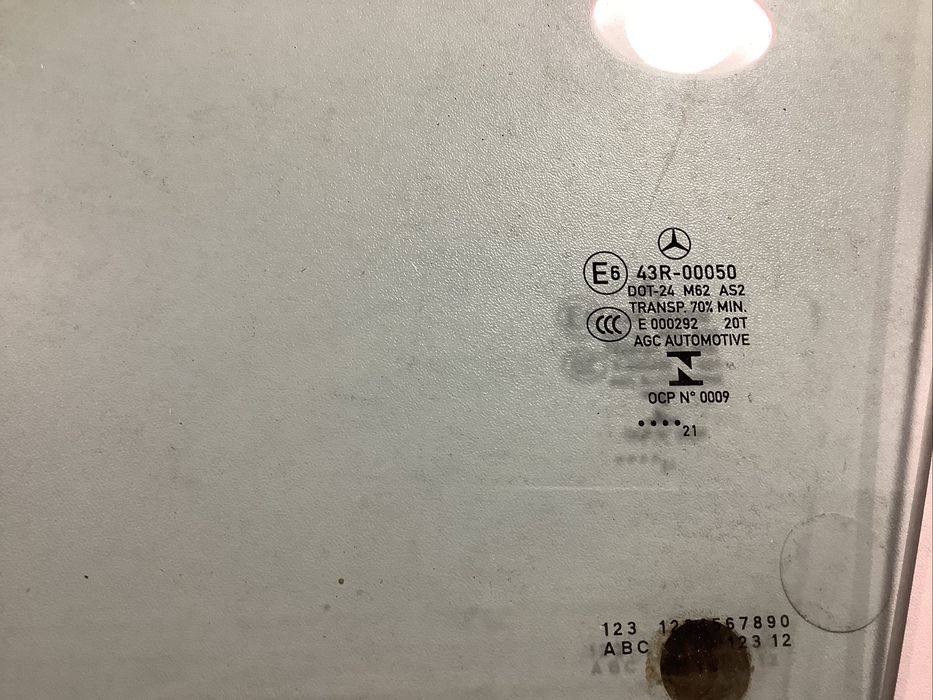 E6 43R-00050
DOT-24 M62 AS2
TRANSP. 70% MIN.
CCC E 000292 20T
AGC AUTOMOTIVE
OCP N° 0009
•••• 21
123 567890
ABC 123 12